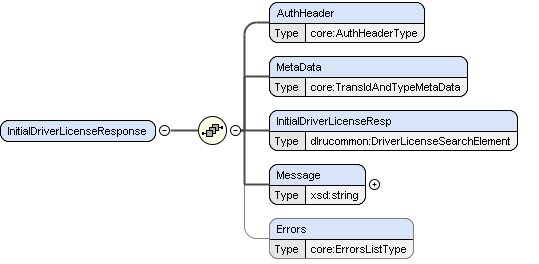 AuthHeader
Type core:AuthHeaderType
MetaData
Type core:TransIdAndTypeMetaData
InitialDriverLicenseResponse
InitialDriverLicenseResp
Type dlrucommon:DriverLicenseSearchElement
Message
Type xsd:string
Errors
Type core:ErrorsListType